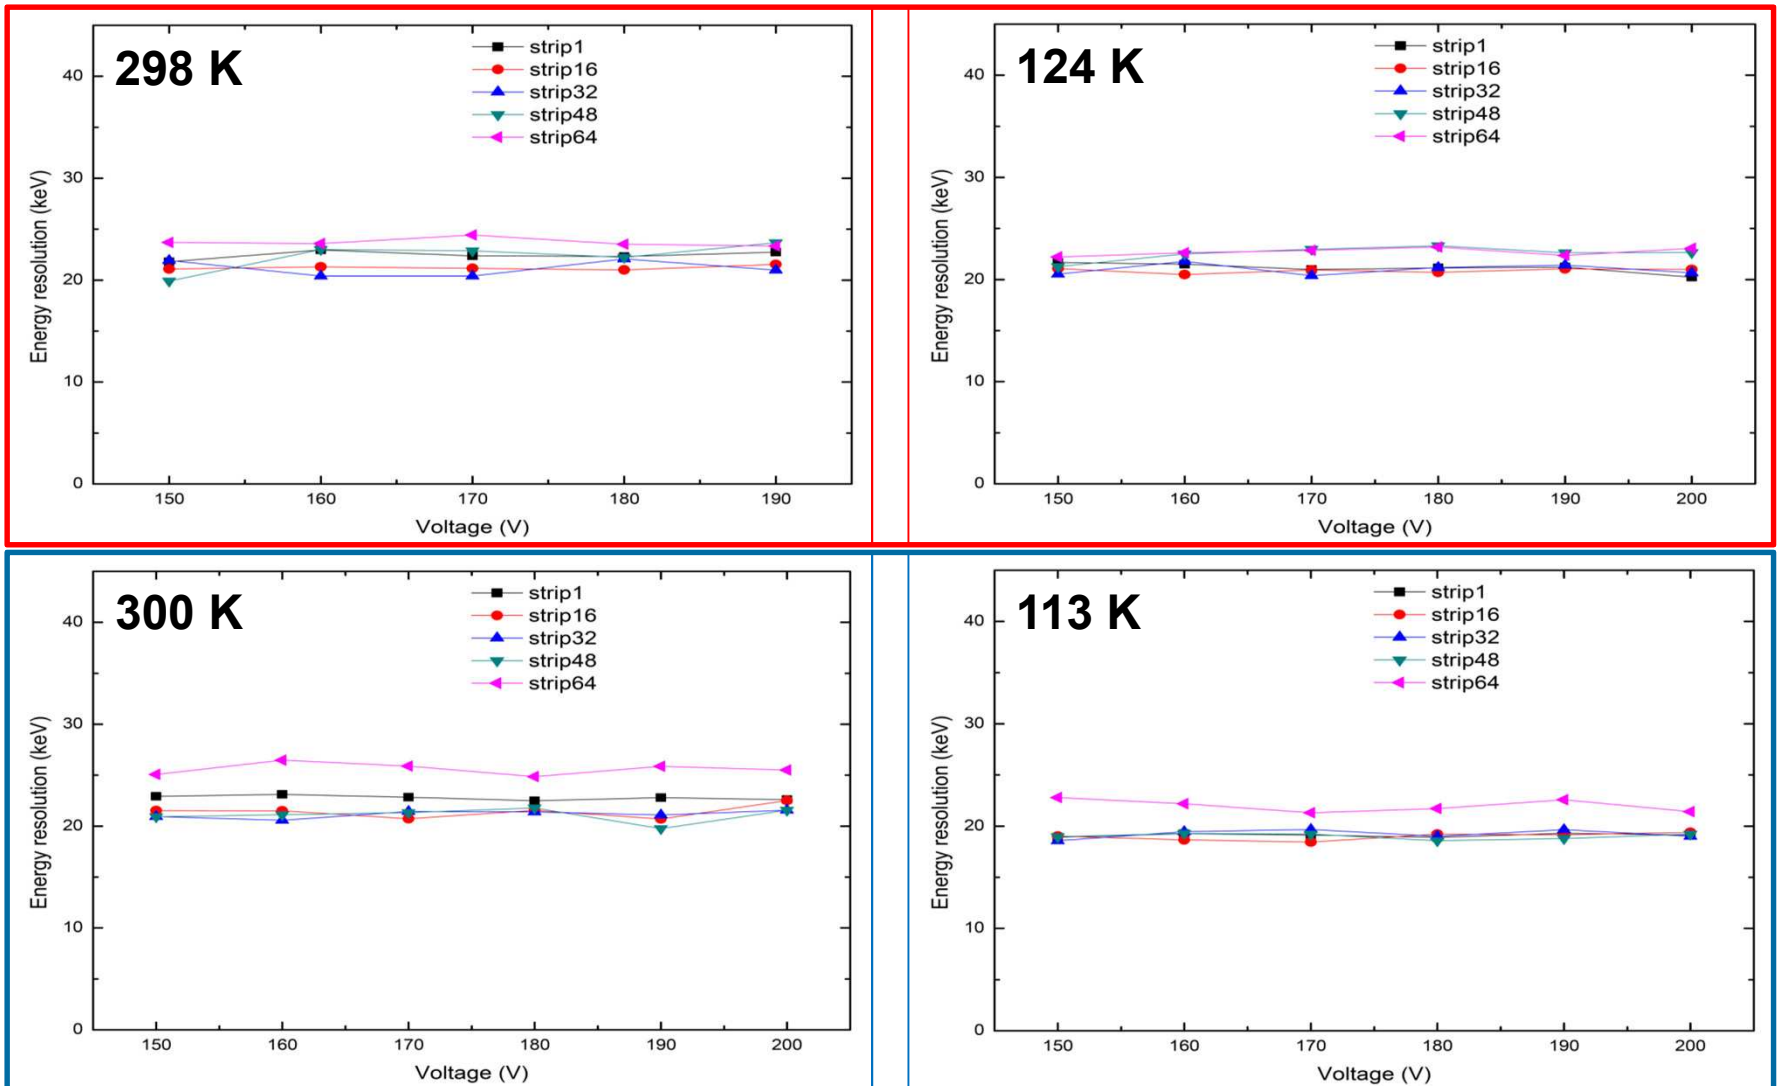 298 K
strip1
strip16
strip32
strip48
strip64
40
30
20
10
0
Energy resolution (keV)
150 160 170 180 190
Voltage (V)
124 K
strip1
strip16
strip32
strip48
strip64
40
30
20
10
0
Energy resolution (keV)
150 160 170 180 190 200
Voltage (V)
300 K
strip1
strip16
strip32
strip48
strip64
40
30
20
10
0
Energy resolution (keV)
150 160 170 180 190 200
Voltage (V)
113 K
strip1
strip16
strip32
strip48
strip64
40
30
20
10
0
Energy resolution (keV)
150 160 170 180 190 200
Voltage (V)